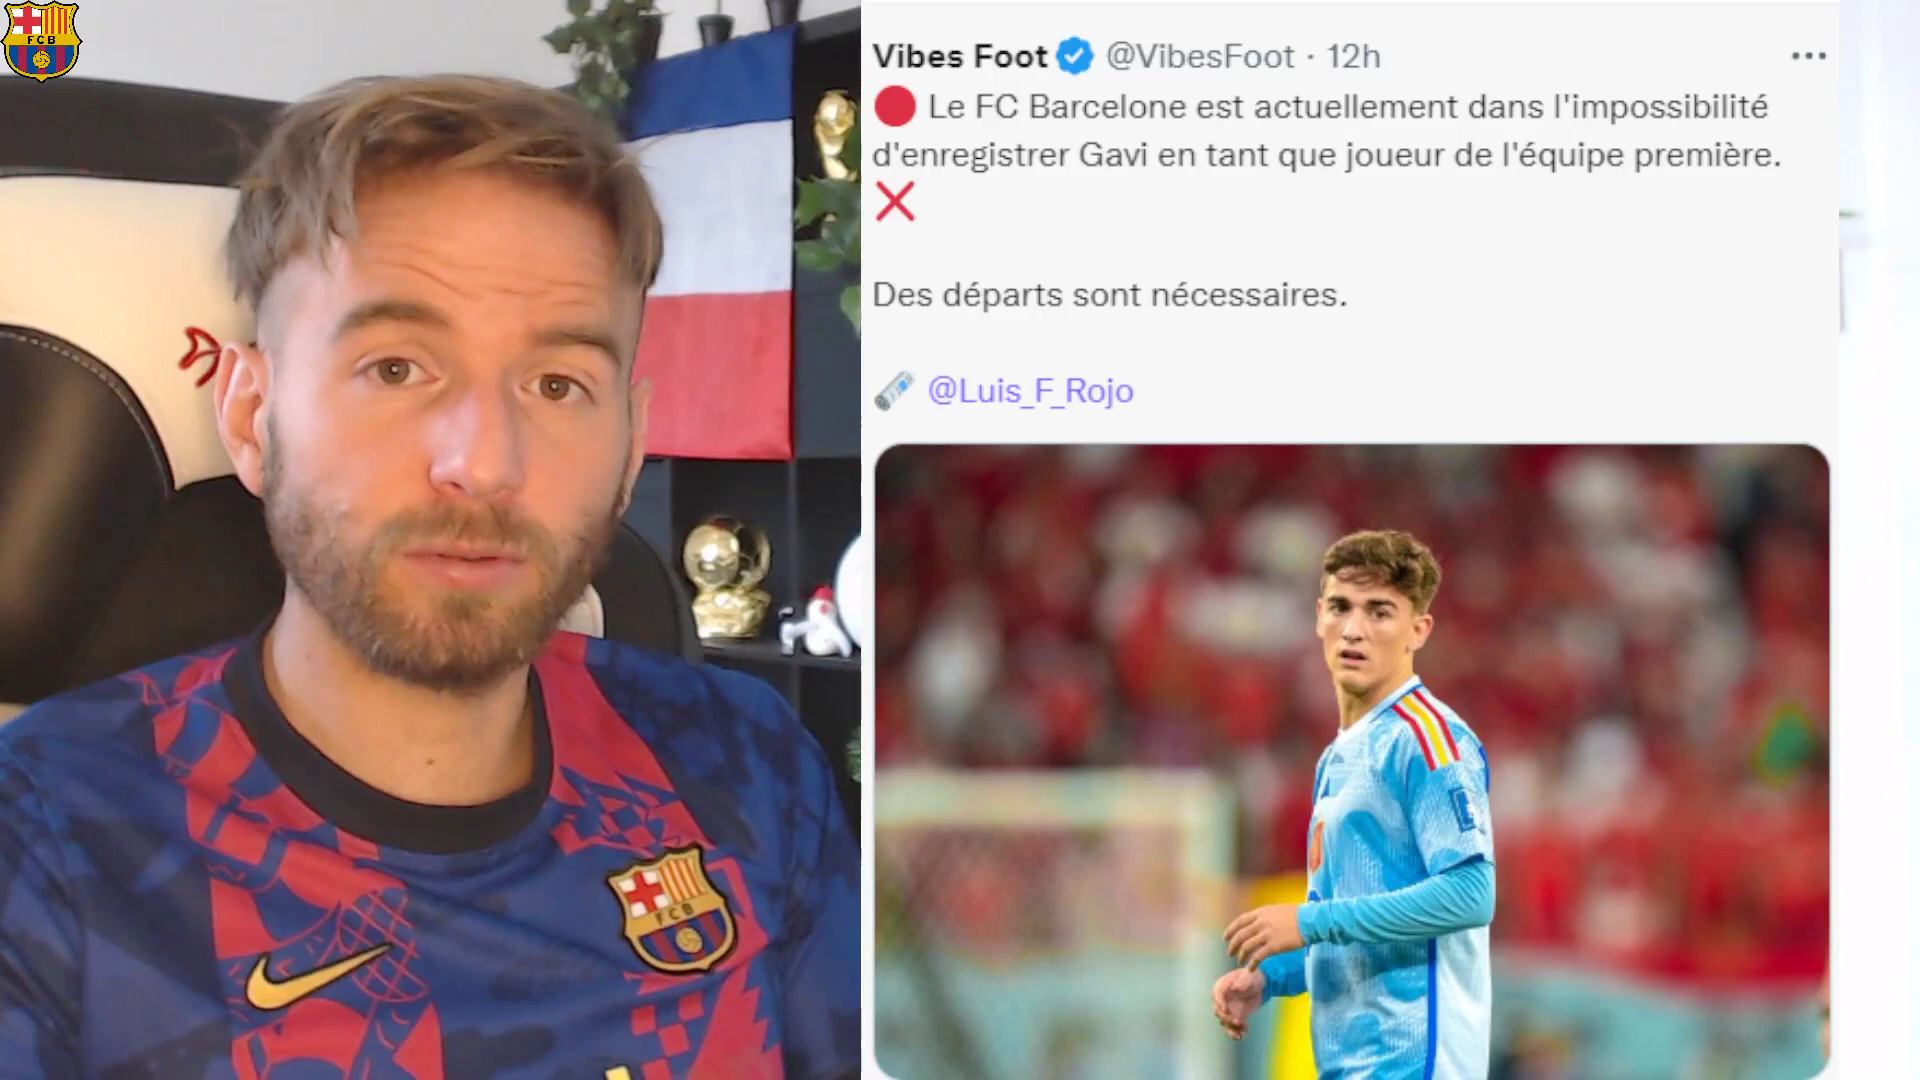 FCB
Vibes Foot @VibesFoot · 12h
Le FC Barcelone est actuellement dans l'impossibilité
d'enregistrer Gavi en tant que joueur de l'équipe première.
Des départs sont nécessaires.
@Luis_F_Rojo
FCB